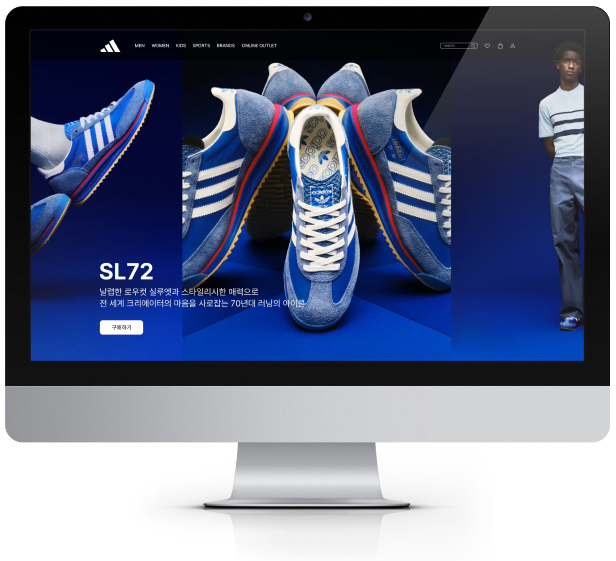 MEN WOMEN KIDS SPORTS BRANDS ONLINE OUTLET
SL72
날렵한 로우컷 실루엣과 스타일리시한 매력으로
전 세계 크리에이터의 마음을 사로잡는 70년대 러닝의 아이콘
구매하기